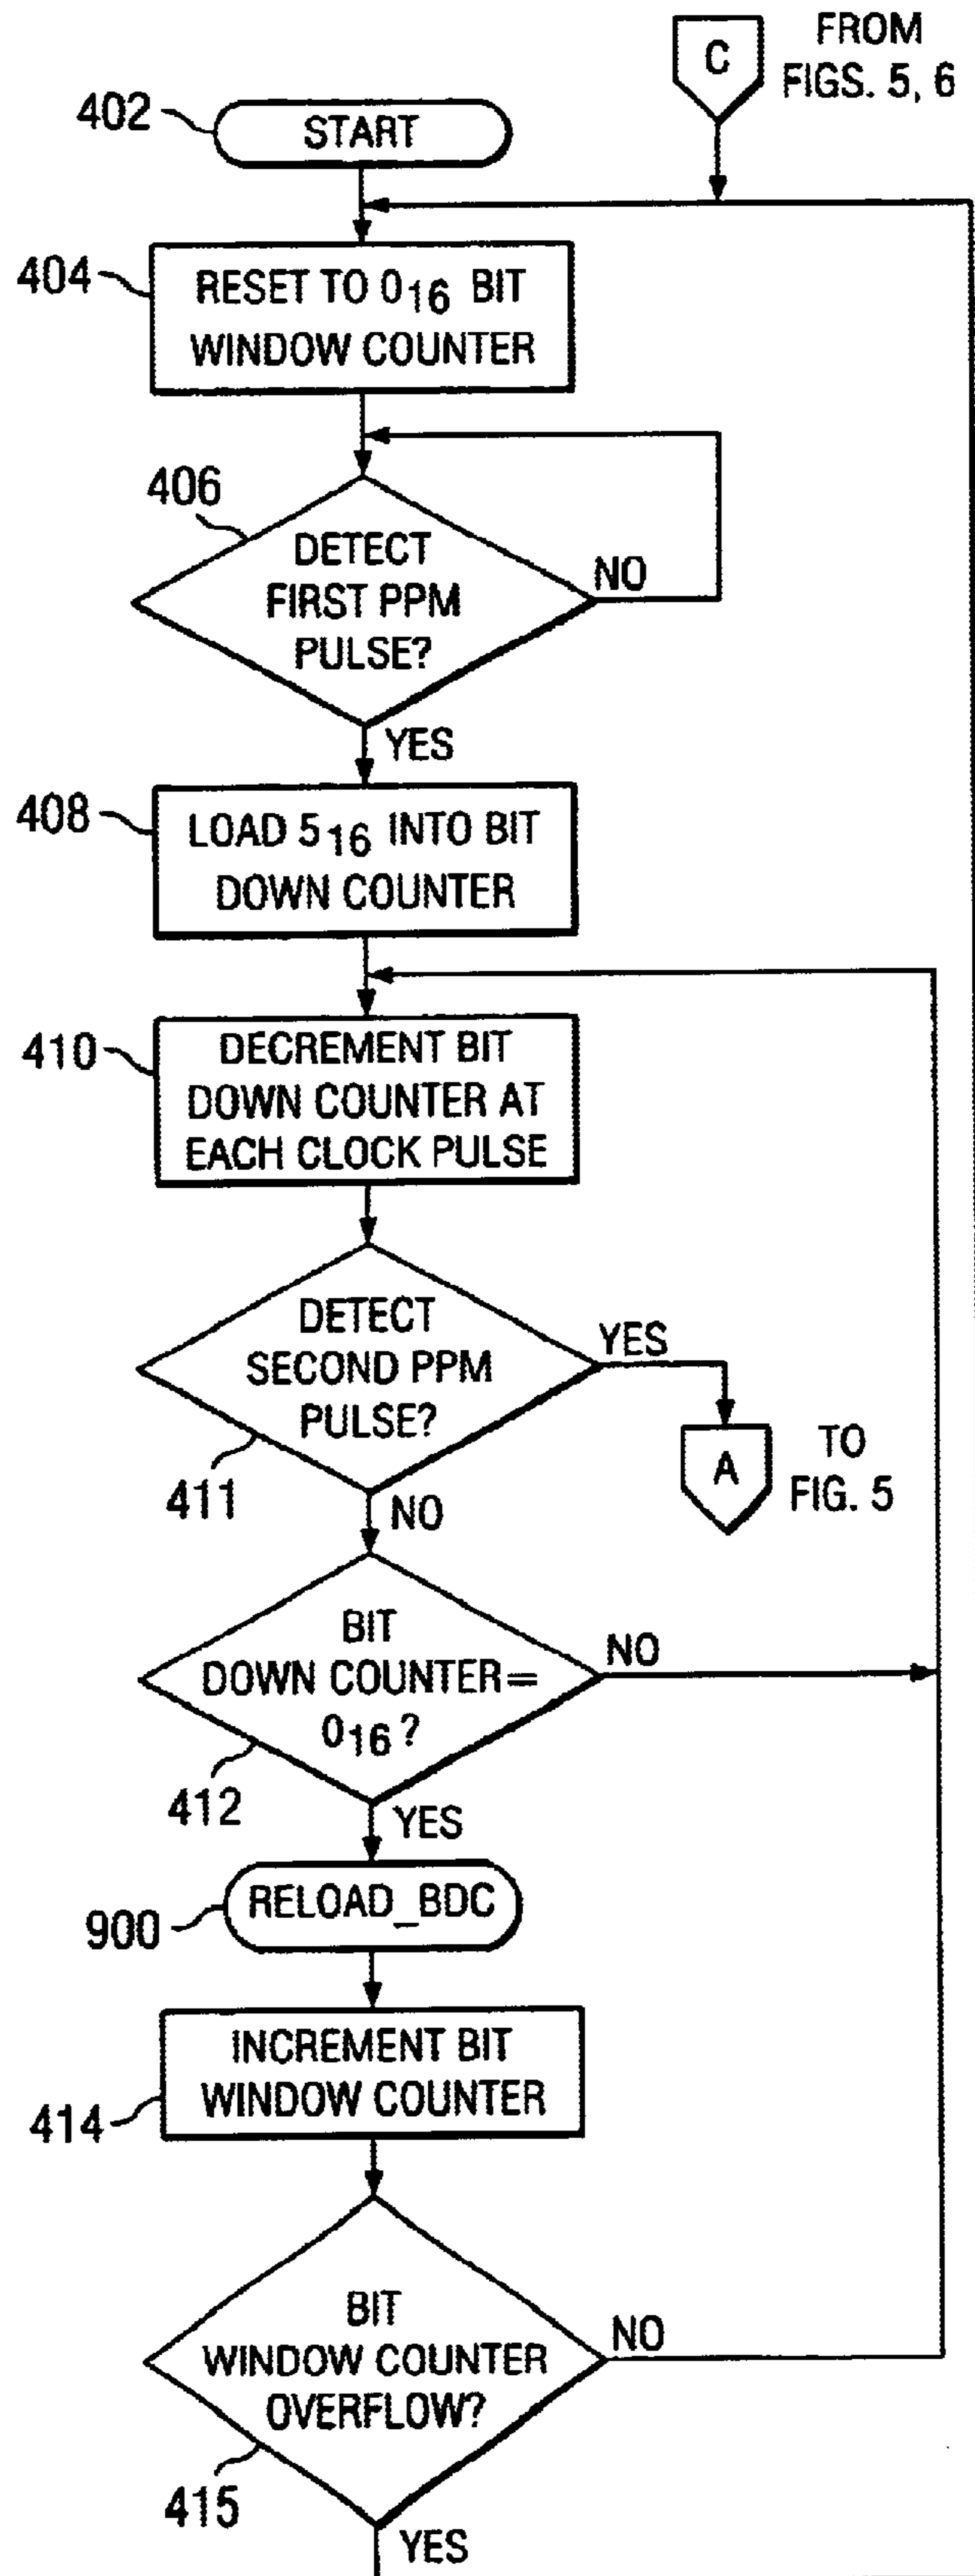 C
FROM
FIGS. 5, 6
402
START
404
RESET TO 0₁₆ BIT
WINDOW COUNTER
406
DETECT
FIRST PPM
PULSE?
NO
YES
408
LOAD 5₁₆ INTO BIT
DOWN COUNTER
410
DECREMENT BIT
DOWN COUNTER AT
EACH CLOCK PULSE
DETECT
SECOND PPM
PULSE?
YES
411
NO
A
TO
FIG. 5
BIT
DOWN COUNTER=
0₁₆?
NO
412
YES
900
RELOAD_BDC
INCREMENT BIT
WINDOW COUNTER
414
BIT
WINDOW COUNTER
OVERFLOW?
NO
415
YES